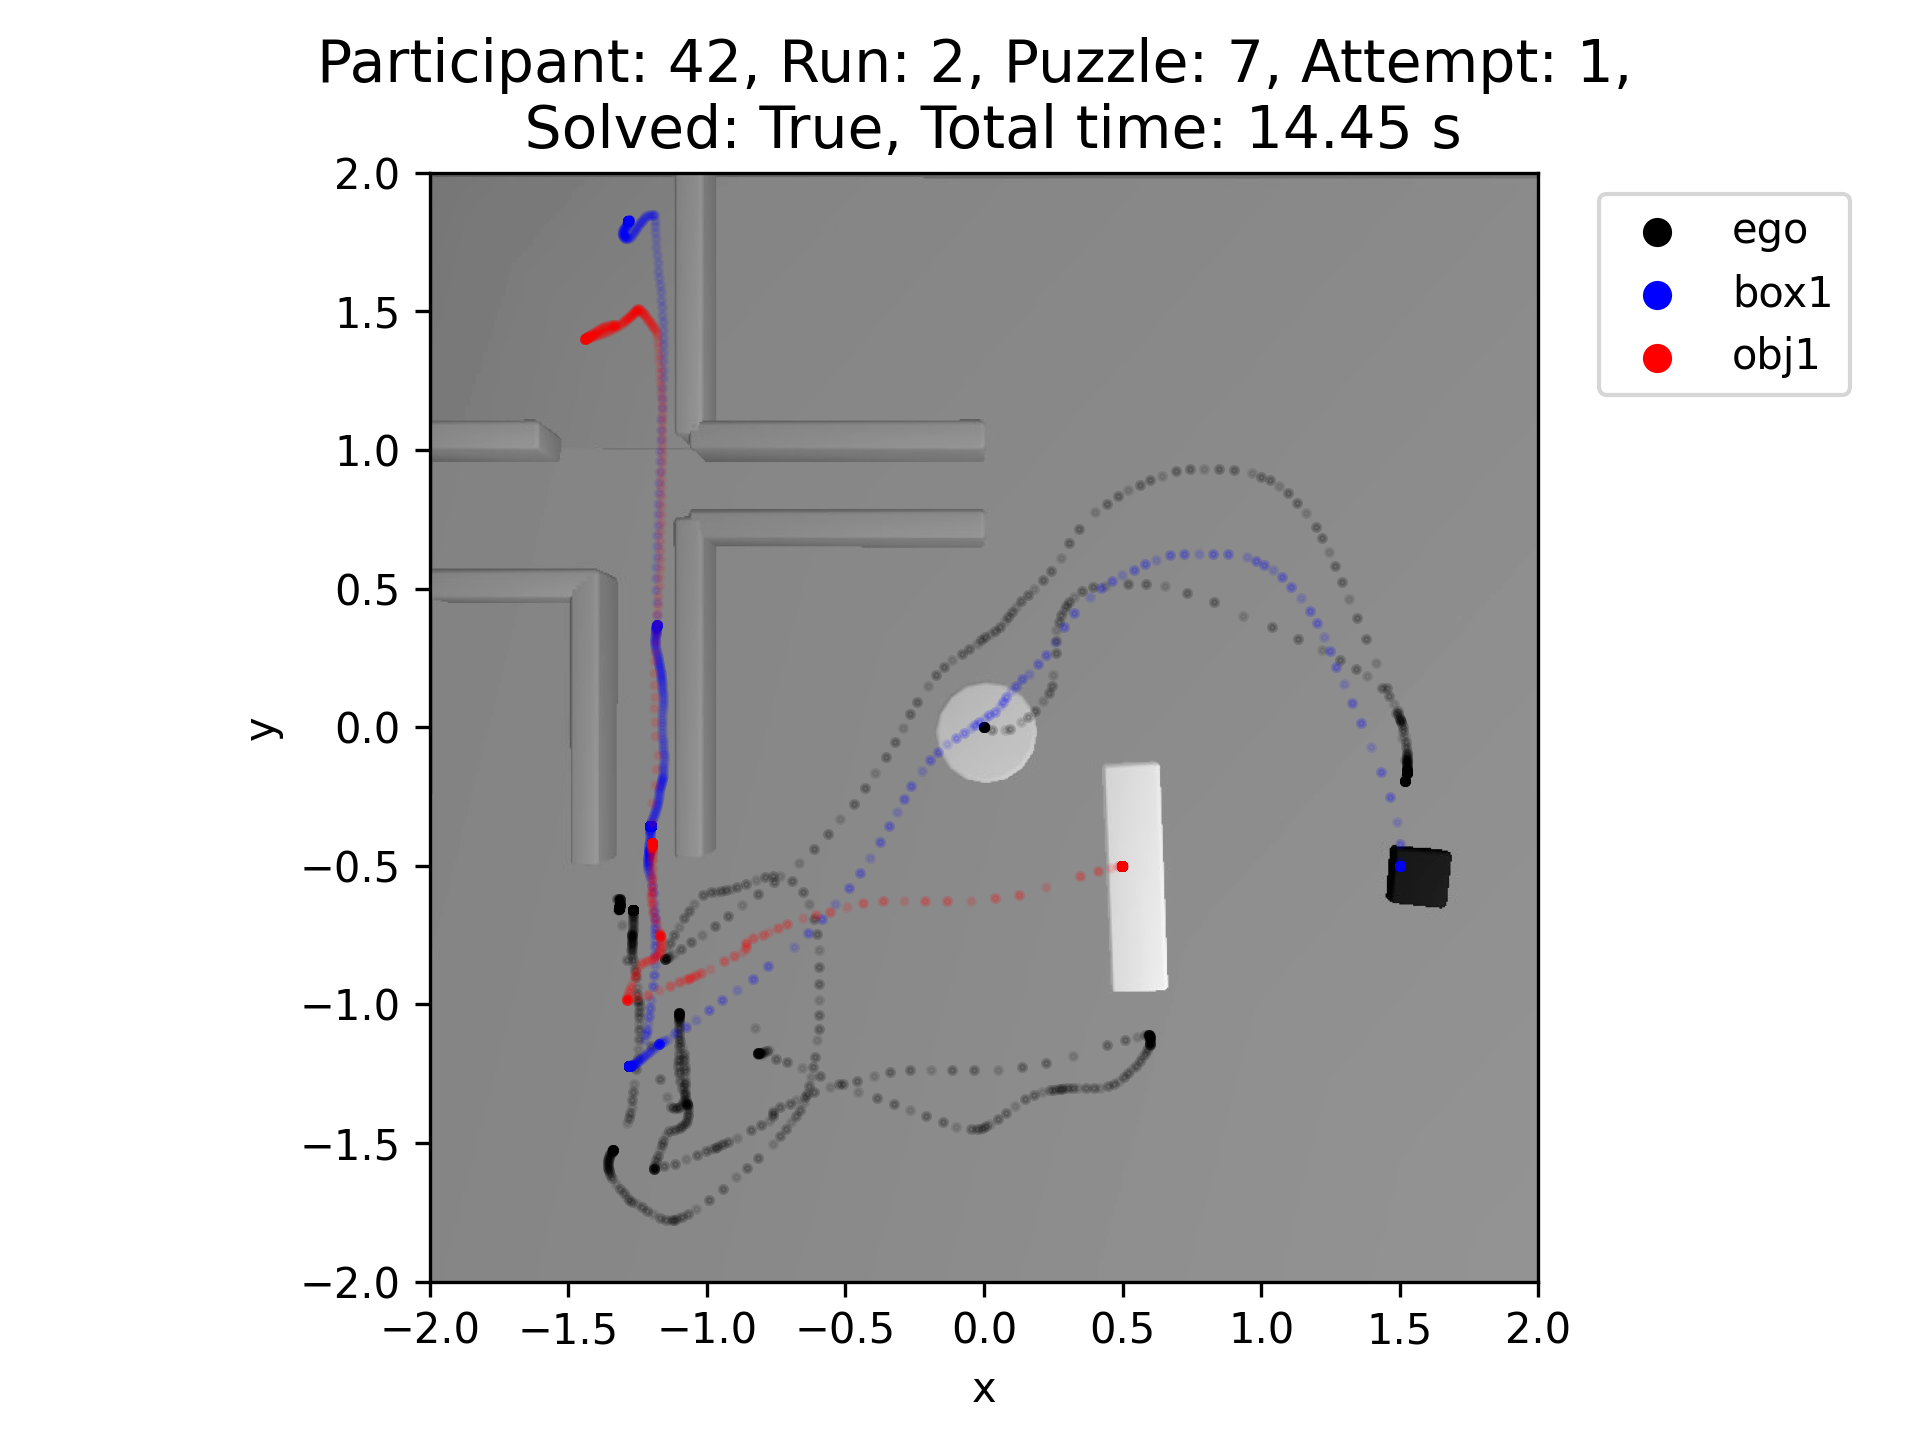 Participant: 42, Run: 2, Puzzle: 7, Attempt: 1,
Solved: True, Total time: 14.45 s
ego
box1
obj1
2.0
1.5
1.0
0.5
0.0
−0.5
−1.0
−1.5
−2.0
y
−2.0 −1.5 −1.0 −0.5 0.0 0.5 1.0 1.5 2.0
x